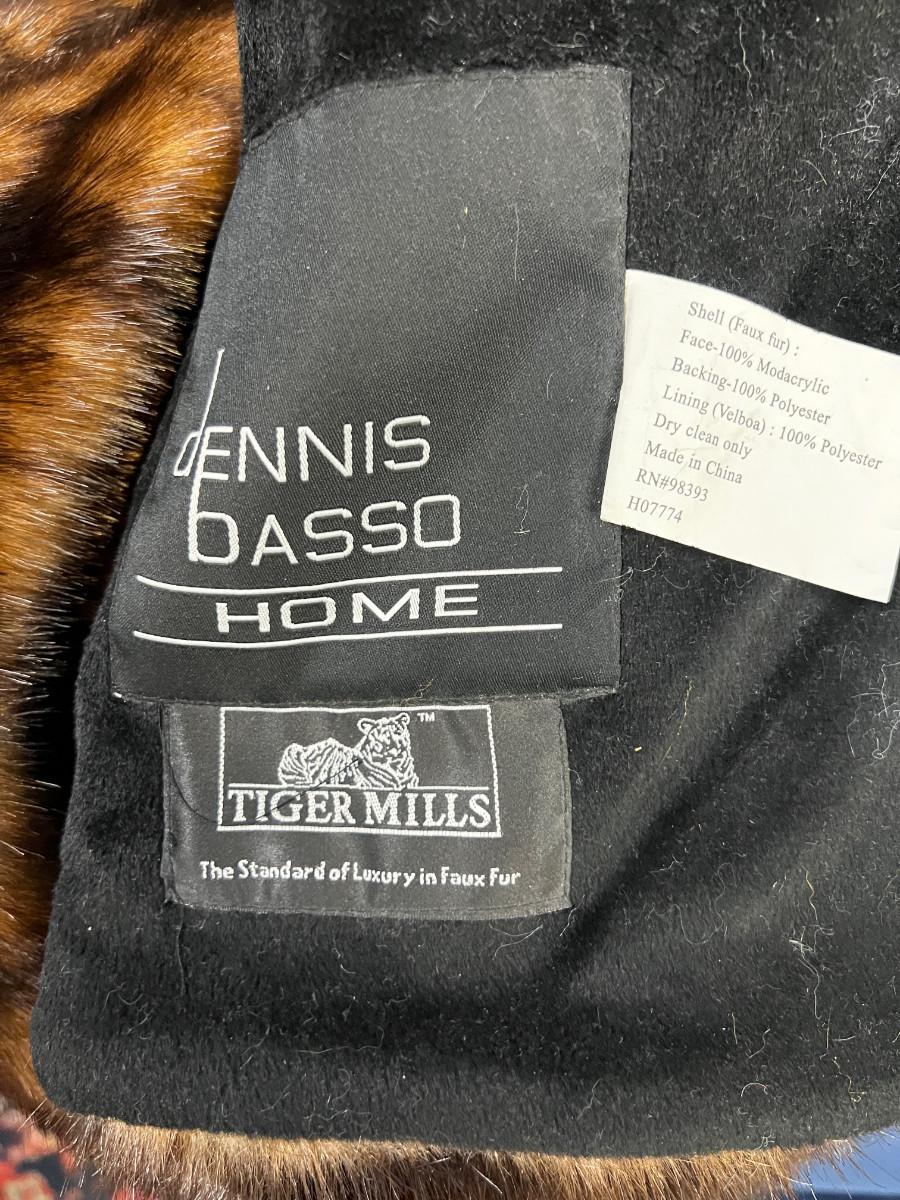 dENNIS
bASSO
HOME
TM
TIGER MILLS
The Standard of Luxury in Faux Fur
Shell (Faux fur) :
Face-100% Modacrylic
Backing-100% Polyester
Lining (Velboa) : 100% Polyester
Dry clean only
Made in China
RN#98393
H07774